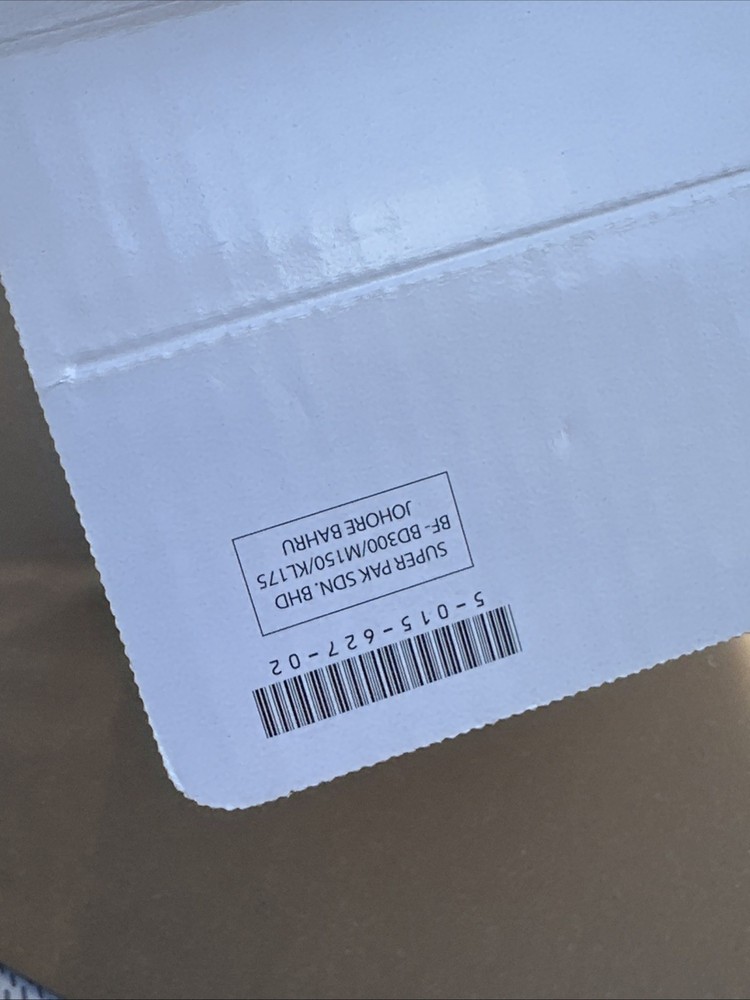 5-015-627-02
SUPER PAK SDN. BHD
BF- BD300/M150/KL175
JOHORE BAHRU